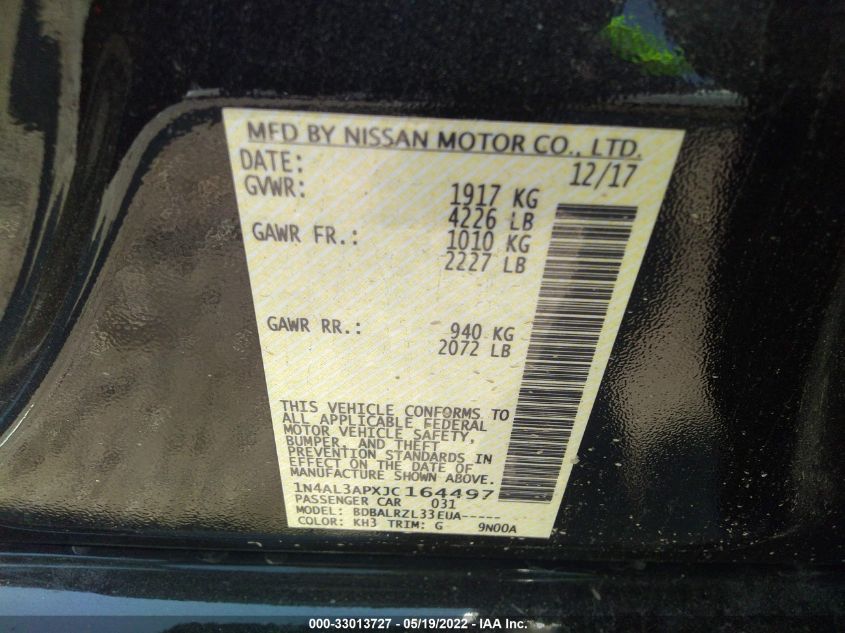 MFD BY NISSAN MOTOR CO., LTD.
DATE: 12/17
GVWR: 1917 KG
4226 LB
GAWR FR.: 1010 KG
2227 LB
GAWR RR.: 940 KG
2072 LB
THIS VEHICLE CONFORMS TO
ALL APPLICABLE FEDERAL
MOTOR VEHICLE SAFETY,
BUMPER, AND THEFT
PREVENTION STANDARDS IN
EFFECT ON THE DATE OF
MANUFACTURE SHOWN ABOVE.
1N4AL3APXJC164497
PASSENGER CAR 031
MODEL: BDBALRZL33EUA-----
COLOR: KH3 TRIM: G 9N00A
000-33013727 - 05/19/2022 - IAA Inc.